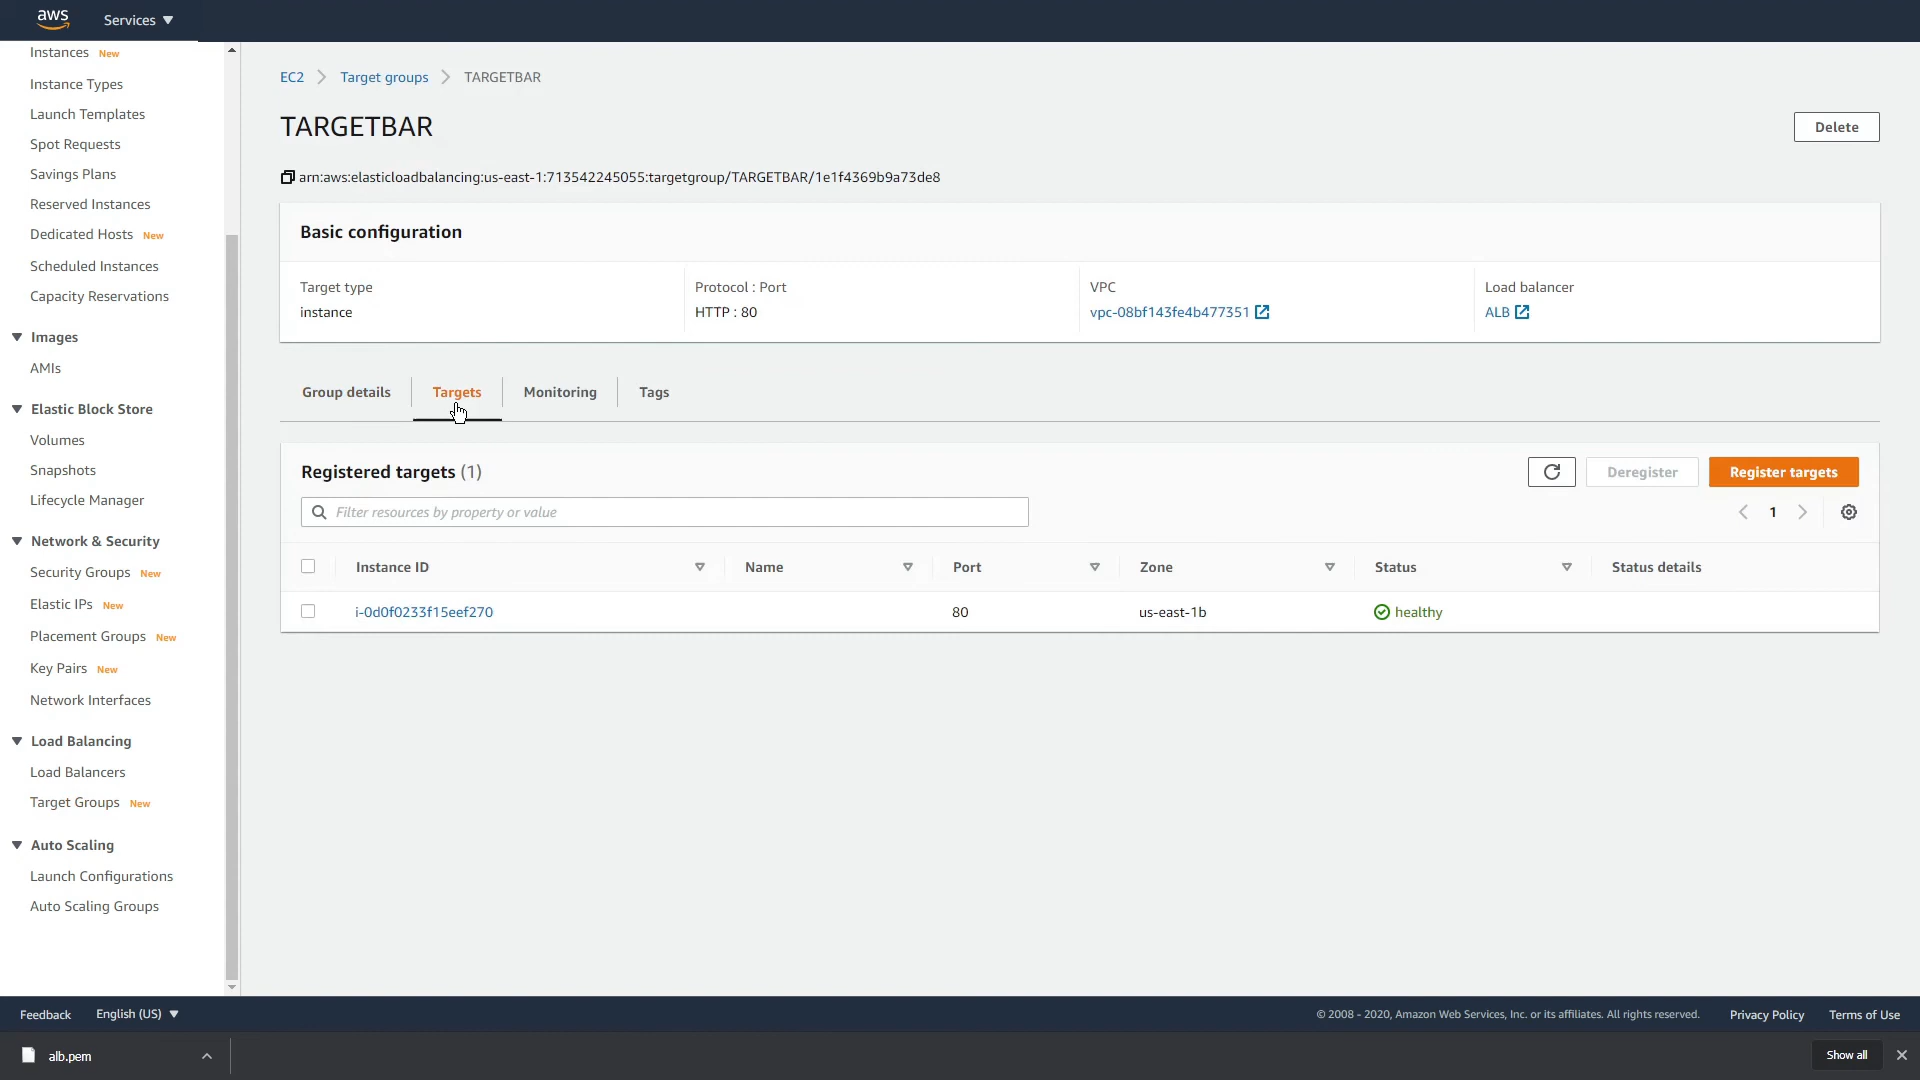 aws
Services
Instances New
Instance Types
Launch Templates
Spot Requests
Savings Plans
Reserved Instances
Dedicated Hosts New
Scheduled Instances
Capacity Reservations
Images
AMIs
Elastic Block Store
Volumes
Snapshots
Lifecycle Manager
Network & Security
Security Groups New
Elastic IPs New
Placement Groups New
Key Pairs New
Network Interfaces
Load Balancing
Load Balancers
Target Groups New
Auto Scaling
Launch Configurations
Auto Scaling Groups
EC2 Target groups TARGETBAR
TARGETBAR
Delete
arn:aws:elasticloadbalancing:us-east-1:713542245055:targetgroup/TARGETBAR/1e1f4369b9a73de8
Basic configuration
Target type Protocol : Port VPC Load balancer
instance HTTP : 80 vpc-08bf143fe4b477351 ALB
Group details Targets Monitoring Tags
Registered targets (1) Deregister Register targets
Filter resources by property or value 1
Instance ID Name Port Zone Status Status details
i-0d0f0233f15eef270 80 us-east-1b healthy
Feedback English (US) © 2008 - 2020, Amazon Web Services, Inc. or its affiliates. All rights reserved. Privacy Policy Terms of Use
alb.pem Show all